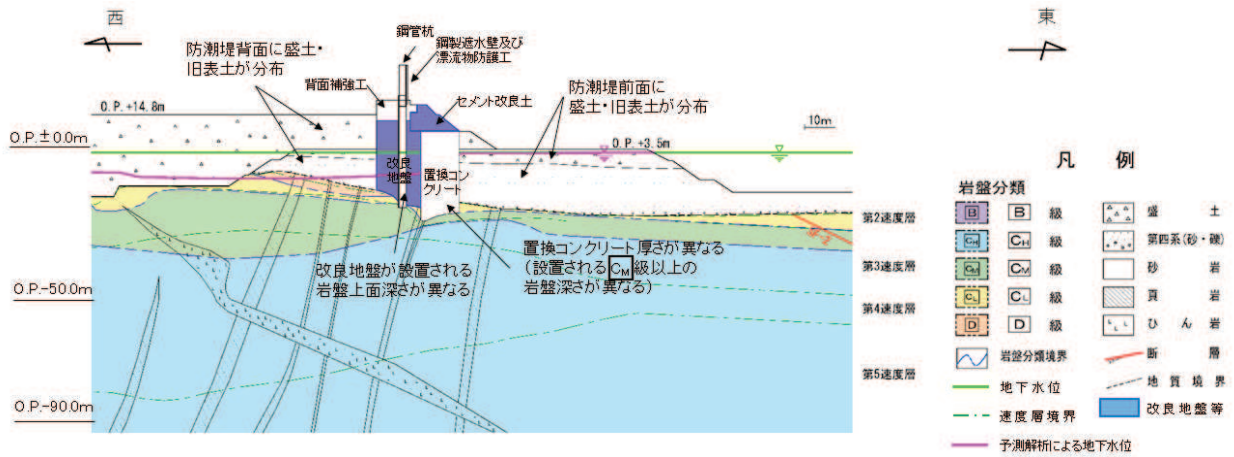 西
東
鋼管杭
鋼製遮水壁及び
漂流物防護工
防潮堤背面に盛土・
旧表土が分布
背面補強工
防潮堤前面に
盛土・旧表土が分布
セメント改良土
O.P.+14.8m
10m
O.P.±0.0m
O.P.+3.5m
改良
地盤
置換コン
クリート
第2速度層
置換コンクリート厚さが異なる
（設置されるCM級以上の
岩盤深さが異なる）
改良地盤が設置される
岩盤上面深さが異なる
第3速度層
O.P.-50.0m
第4速度層
第5速度層
O.P.-90.0m
凡 例
岩盤分類
B B 級
CH CH 級
CM CM 級
CL CL 級
D D 級
岩盤分類境界
地下水位
速度層境界
予測解析による地下水位
盛 土
第四系(砂・礫)
砂 岩
頁 岩
ひ ん 岩
断 層
地質境界
改良地盤等